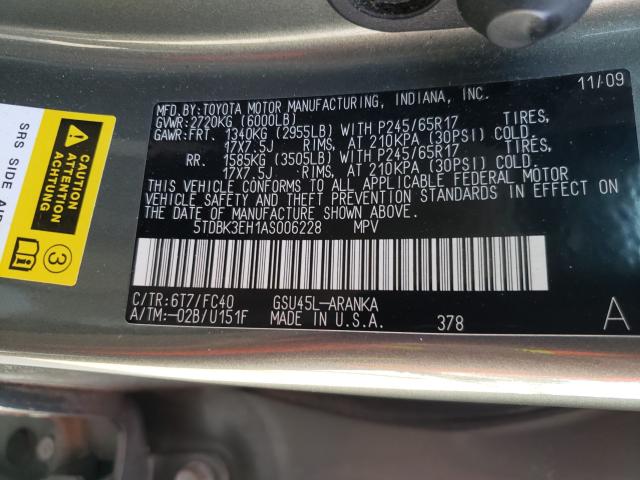 MFD. BY: TOYOTA MOTOR MANUFACTURING, INDIANA, INC. 11/09
GVWR: 2720KG (6000LB)
GAWR: FRT. 1340KG (2955LB) WITH P245/65R17 TIRES,
17X7.5J RIMS, AT 210KPA (30PSI) COLD.
RR. 1585KG (3505LB) WITH P245/65R17 TIRES,
17X7.5J RIMS, AT 210KPA (30PSI) COLD.
THIS VEHICLE CONFORMS TO ALL APPLICABLE FEDERAL MOTOR
VEHICLE SAFETY AND THEFT PREVENTION STANDARDS IN EFFECT ON
THE DATE OF MANUFACTURE SHOWN ABOVE.
5TDBK3EH1AS006228 MPV
C/TR: 6T7/FC40 GSU45L-ARANKA
A/TM: -02B/U151F MADE IN U.S.A. 378 A
SRS SIDE
CAUTION
ATTENTION
ACHTUNG
3